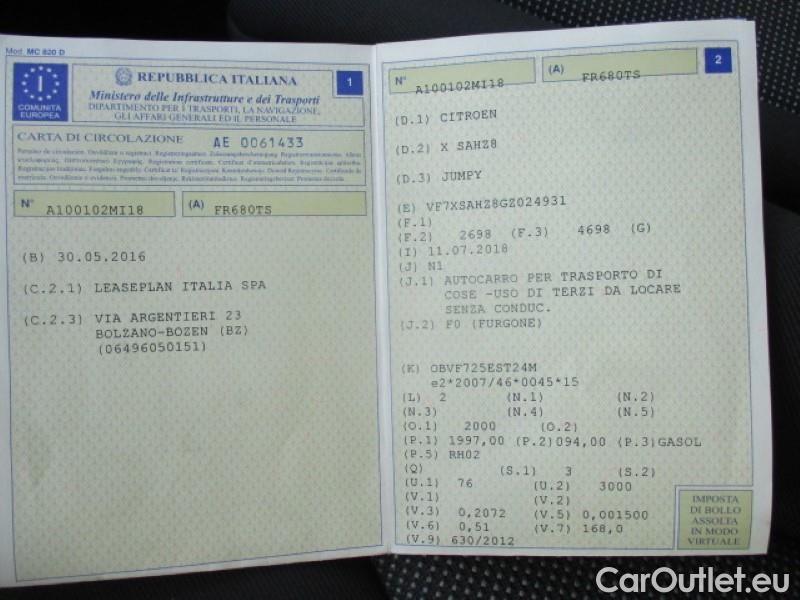 Mod. MC 820 D
I
COMUNITÀ
EUROPEA
REPUBBLICA ITALIANA
1
Ministero delle Infrastrutture e dei Trasporti
DIPARTIMENTO PER I TRASPORTI, LA NAVIGAZIONE,
GLI AFFARI GENERALI ED IL PERSONALE
CARTA DI CIRCOLAZIONE AE 0061433
N° A100102MI18 (A) FR680TS
(B) 30.05.2016
(C.2.1) LEASEPLAN ITALIA SPA
(C.2.3) VIA ARGENTIERI 23
BOLZANO-BOZEN (BZ)
(06496050151)
N° A100102MI18 (A) FR680TS 2
(D.1) CITROEN
(D.2) X SAHZ8
(D.3) JUMPY
(E) VF7XSAHZ8GZ024931
(F.1)
(F.2) 2698 (F.3) 4698 (G)
(I) 11.07.2018
(J) N1
(J.1) AUTOCARRO PER TRASPORTO DI
COSE -USO DI TERZI DA LOCARE
SENZA CONDUC.
(J.2) F0 (FURGONE)
(K) OBVF725EST24M
e2*2007/46*0045*15
(L) 2 (N.1) (N.2)
(N.3) (N.4) (N.5)
(O.1) 2000 (O.2)
(P.1) 1997,00 (P.2) 094,00 (P.3) GASOL
(P.5) RH02
(Q) (S.1) 3 (S.2)
(U.1) 76 (U.2) 3000
(V.1) (V.2)
(V.3) 0,2072 (V.5) 0,001500
(V.6) 0,51 (V.7) 168,0
(V.9) 630/2012
IMPOSTA
DI BOLLO
ASSOLTA
IN MODO
VIRTUALE
CarOutlet.eu